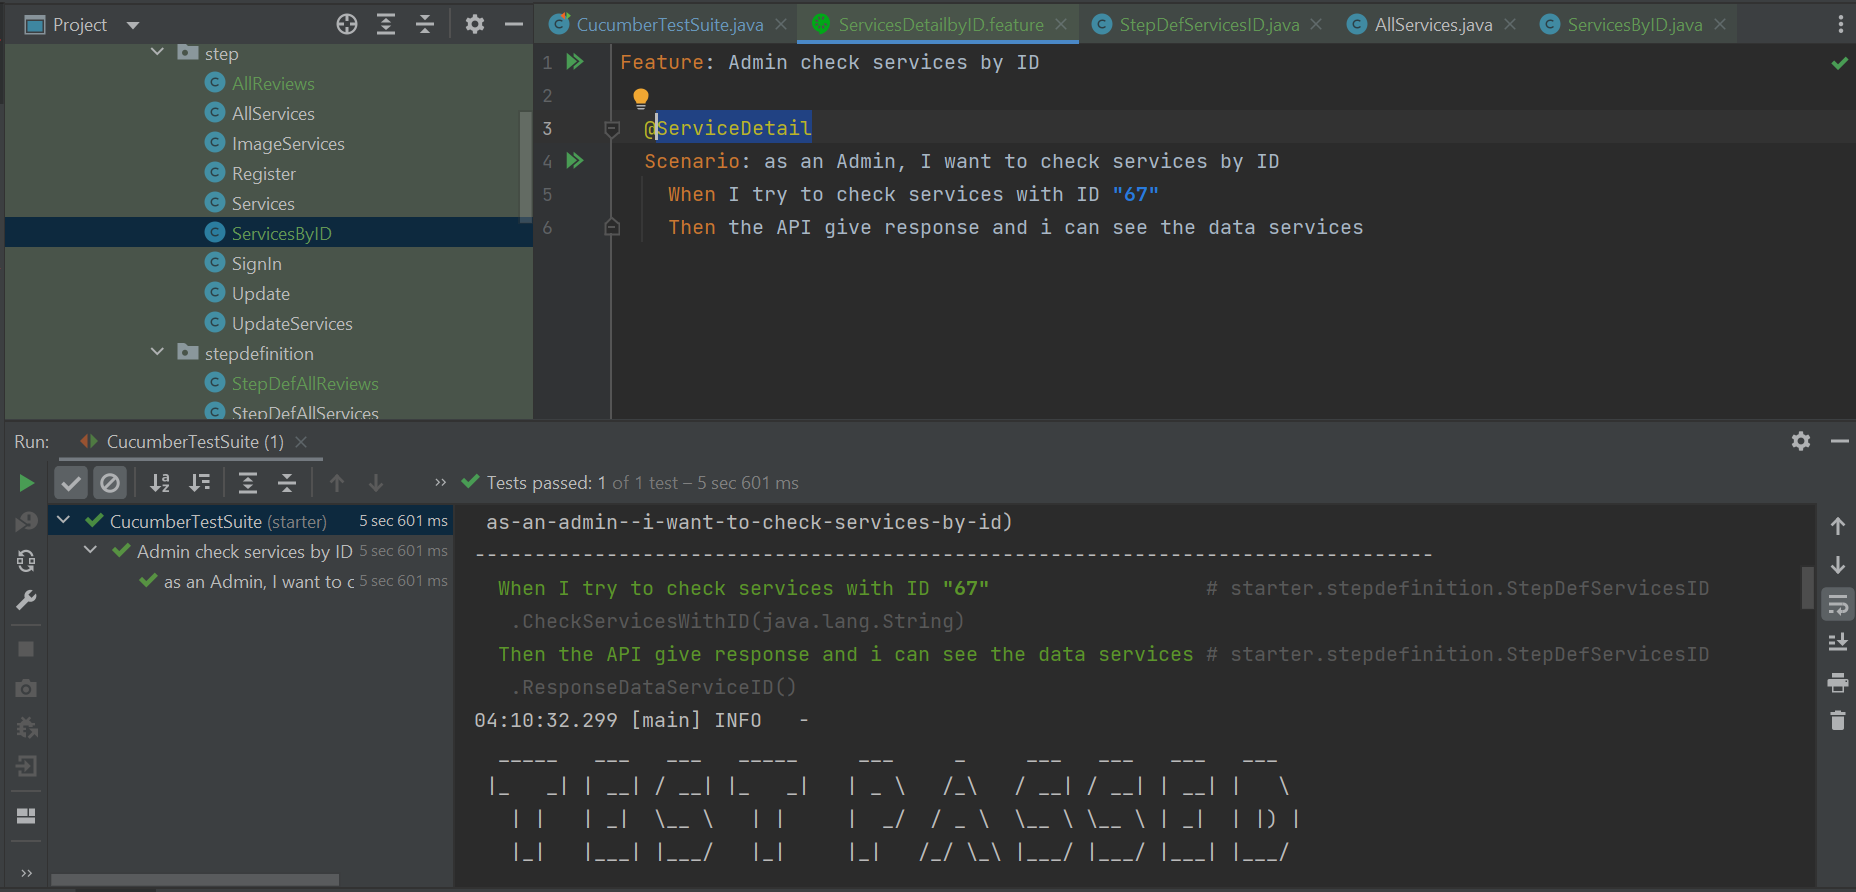 Project
CucumberTestSuite.java
ServicesDetailbyID.feature
StepDefServicesID.java
AllServices.java
ServicesByID.java
step
AllReviews
AllServices
ImageServices
Register
Services
ServicesByID
SignIn
Update
UpdateServices
stepdefinition
StepDefAllReviews
StepDefAllServices
1 Feature: Admin check services by ID
2
3 @ServiceDetail
4 Scenario: as an Admin, I want to check services by ID
5 When I try to check services with ID "67"
6 Then the API give response and i can see the data services
Run: CucumberTestSuite (1)
Tests passed: 1 of 1 test – 5 sec 601 ms
CucumberTestSuite (starter) 5 sec 601 ms
Admin check services by ID 5 sec 601 ms
as an Admin, I want to c 5 sec 601 ms
as-an-admin--i-want-to-check-services-by-id)
--------------------------------------------------------------------------------
When I try to check services with ID "67" # starter.stepdefinition.StepDefServicesID
.CheckServicesWithID(java.lang.String)
Then the API give response and i can see the data services # starter.stepdefinition.StepDefServicesID
.ResponseDataServiceID()
04:10:32.299 [main] INFO -
TEST PASSED